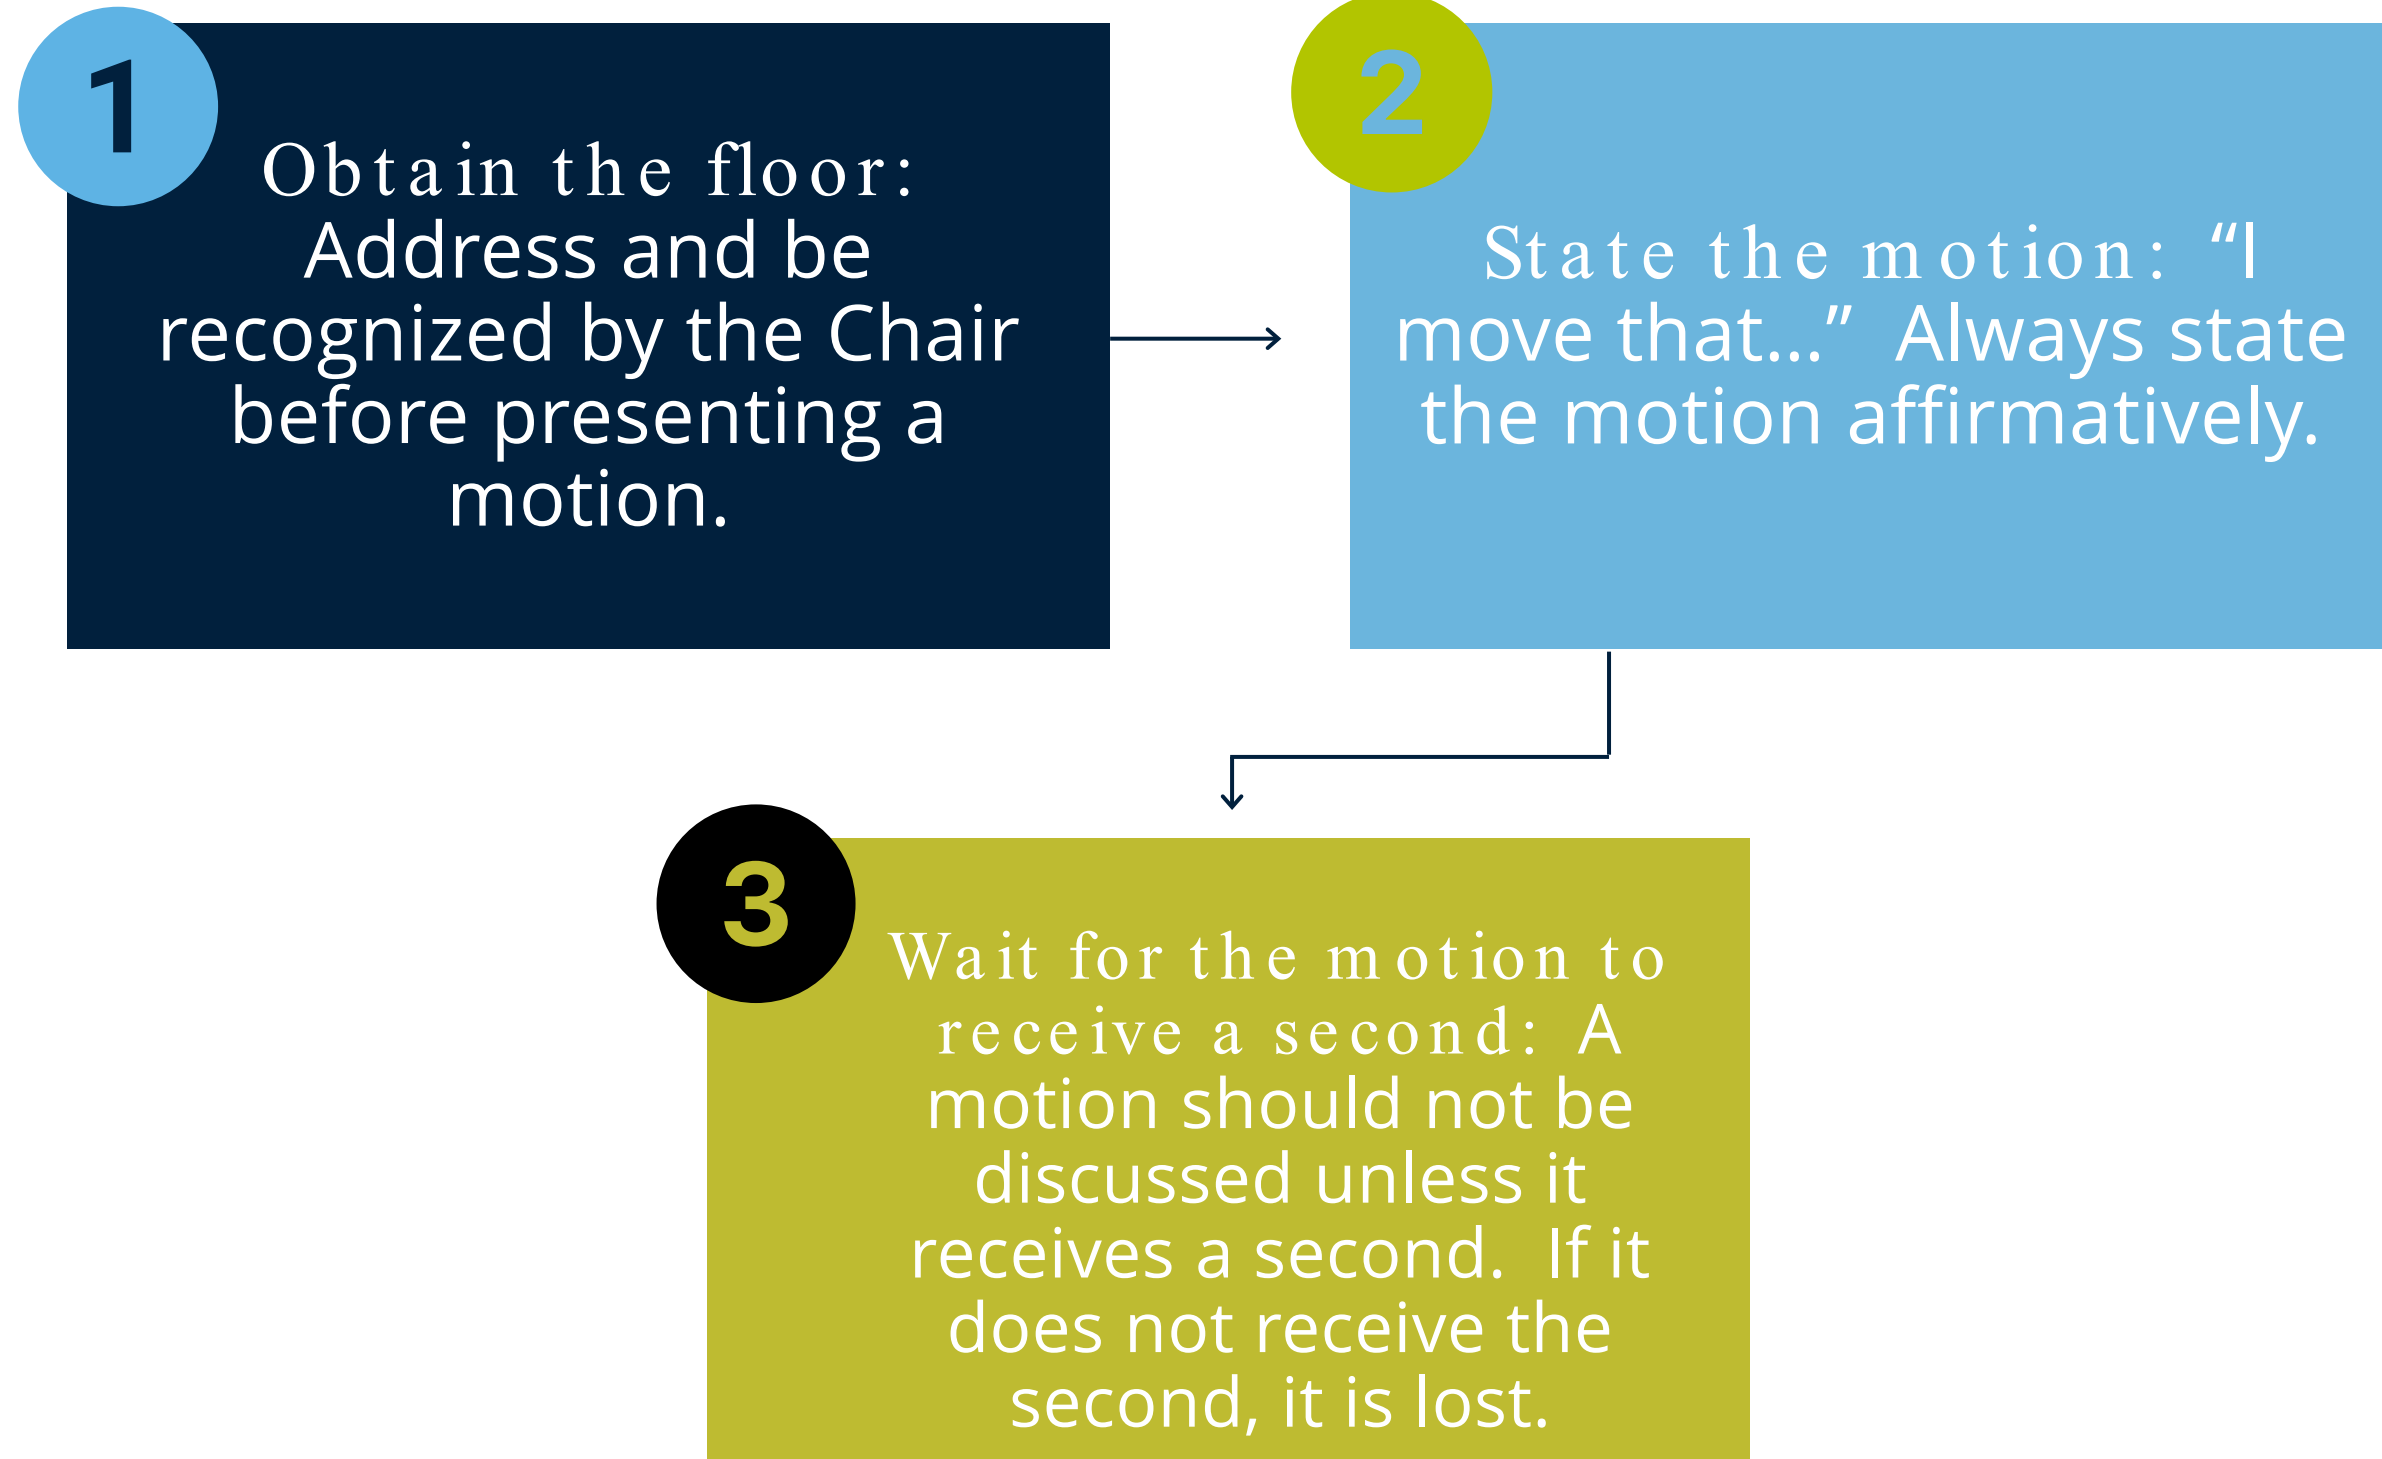 1
Obtain the floor:
Address and be
recognized by the Chair
before presenting a
motion.
2
State the motion: “I
move that...” Always state
the motion affirmatively.
3
Wait for the motion to
receive a second: A
motion should not be
discussed unless it
receives a second. If it
does not receive the
second, it is lost.